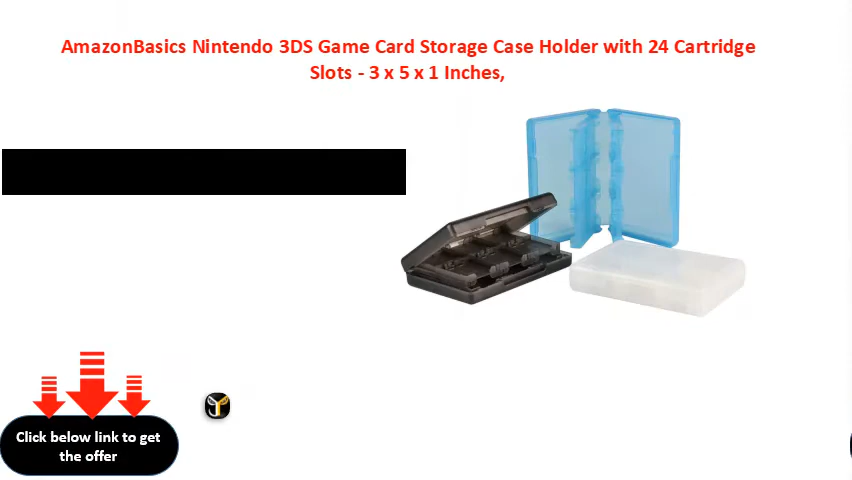 AmazonBasics Nintendo 3DS Game Card Storage Case Holder with 24 Cartridge
Slots - 3 x 5 x 1 Inches,
Click below link to get
the offer